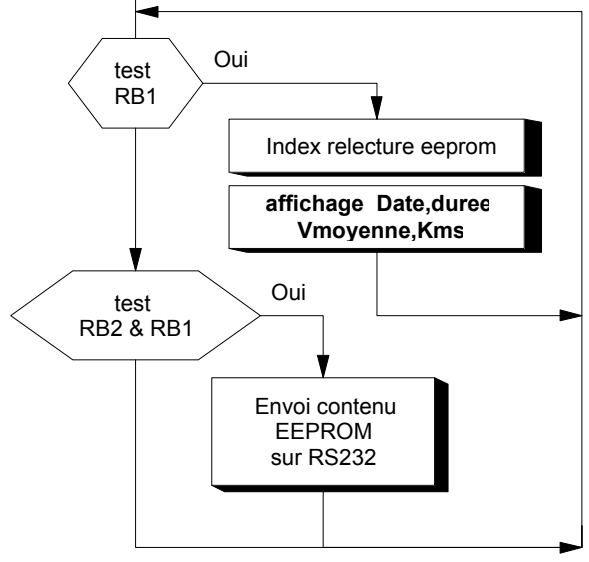 Oui
test
RB1
Index relecture eeprom
affichage Date,duree
Vmoyenne,Kms
Oui
test
RB2 & RB1
Envoi contenu
EEPROM
sur RS232